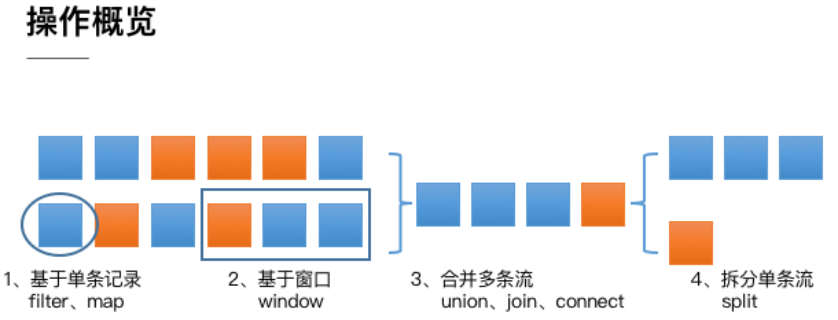 操作概览
1、基于单条记录
filter、map
2、基于窗口
window
3、合并多条流
union、join、connect
4、拆分单条流
split